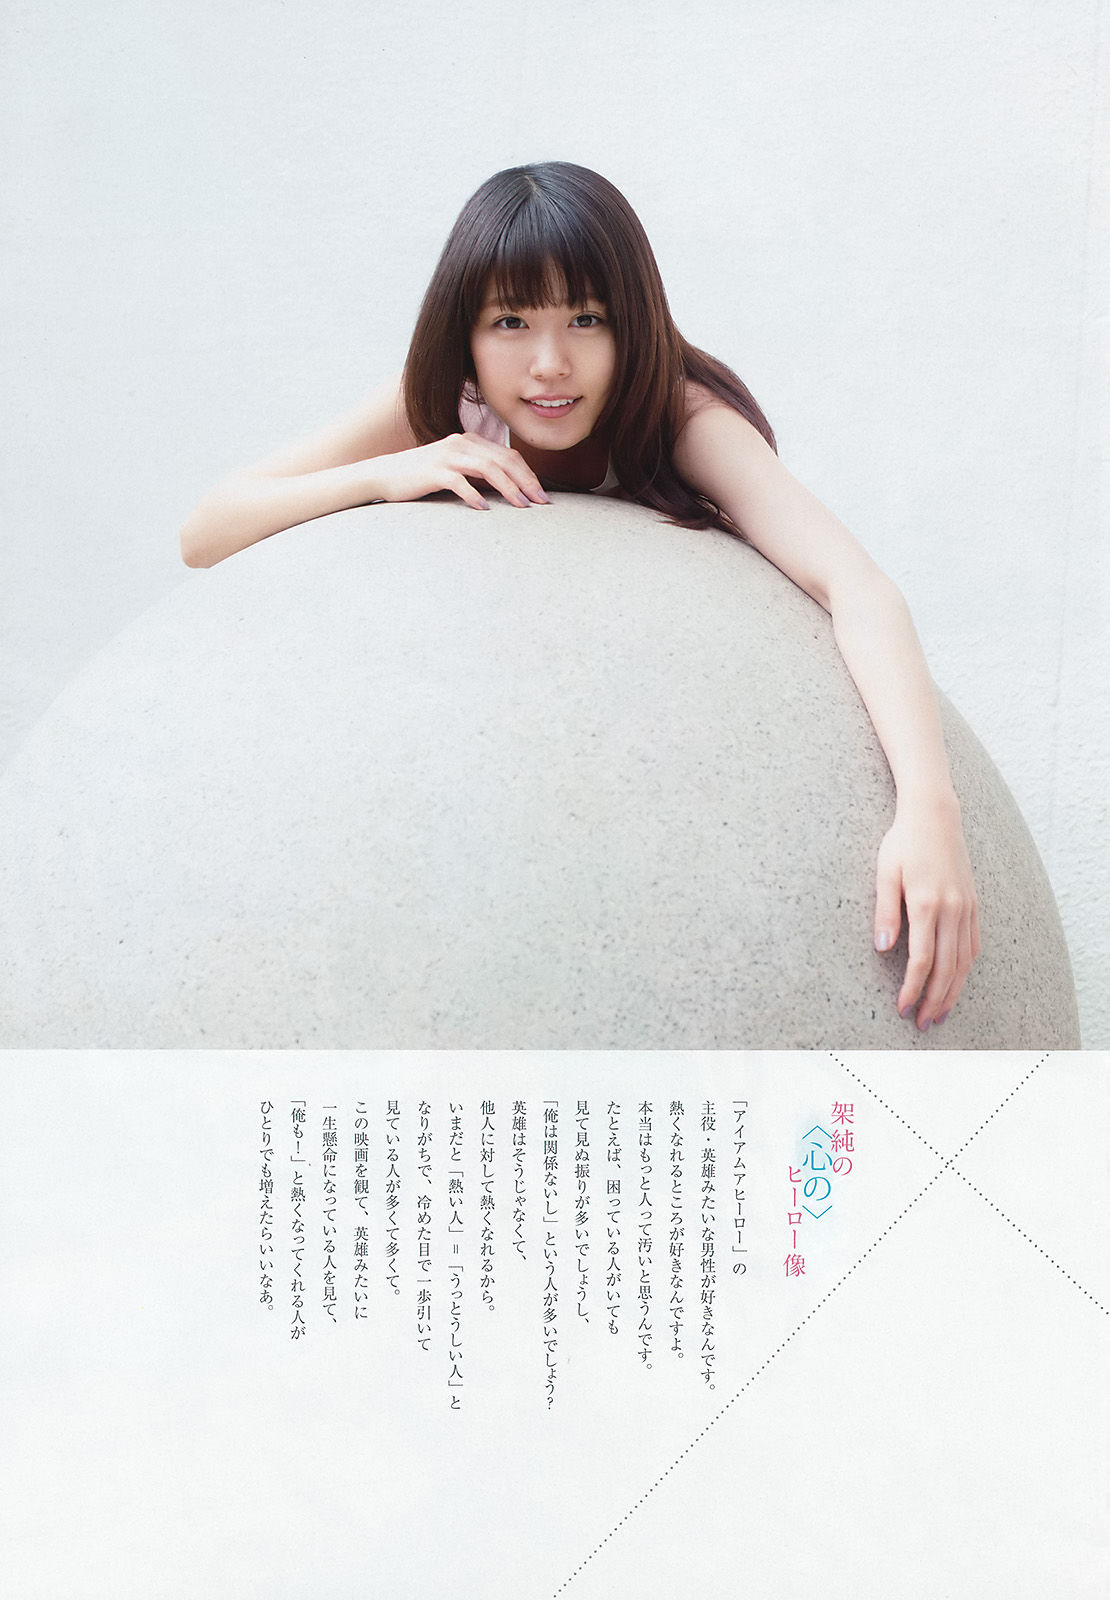 架純の
〈心の〉
ヒーロー像
「アイアムアヒーロー」の
主役・英雄みたいな男性が好きなんです。
熱くなれるところが好きなんですよ。
本当はもっと人って汚いと思うんです。
たとえば、困っている人がいても
見て見ぬ振りが多いでしょうし、
「俺は関係ないし」という人が多いでしょう?
英雄はそうじゃなくて、
他人に対して熱くなれるから。
いまだと「熱い人」=「うっとうしい人」と
なりがちで、冷めた目で一歩引いて
見ている人が多くて多くて。
この映画を観て、英雄みたいに
一生懸命になっている人を見て、
「俺も!」と熱くなってくれる人が
ひとりでも増えたらいいなあ。